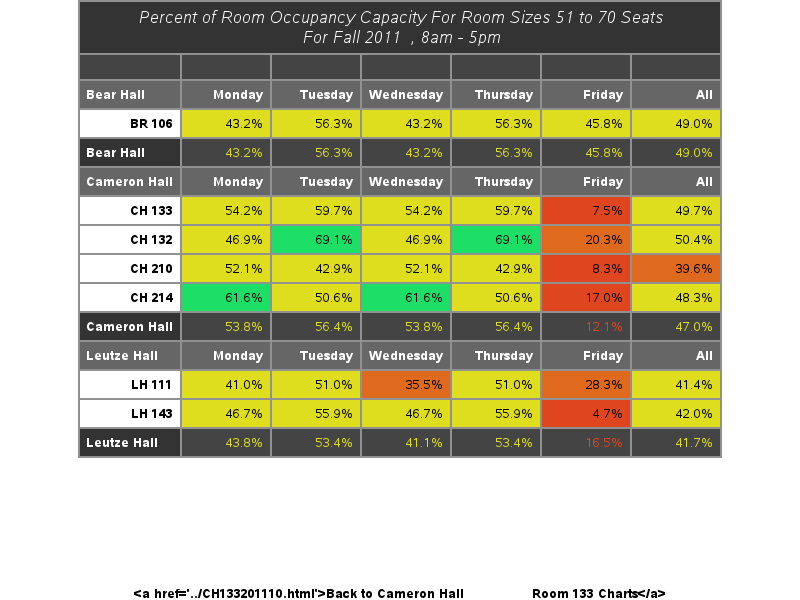 Percent of Room Occupancy Capacity For Room Sizes 51 to 70 Seats
For Fall 2011 , 8am - 5pm
Bear Hall Monday Tuesday Wednesday Thursday Friday All
BR 106 43.2% 56.3% 43.2% 56.3% 45.8% 49.0%
Bear Hall 43.2% 56.3% 43.2% 56.3% 45.8% 49.0%
Cameron Hall Monday Tuesday Wednesday Thursday Friday All
CH 133 54.2% 59.7% 54.2% 59.7% 7.5% 49.7%
CH 132 46.9% 69.1% 46.9% 69.1% 20.3% 50.4%
CH 210 52.1% 42.9% 52.1% 42.9% 8.3% 39.6%
CH 214 61.6% 50.6% 61.6% 50.6% 17.0% 48.3%
Cameron Hall 53.8% 56.4% 53.8% 56.4% 12.1% 47.0%
Leutze Hall Monday Tuesday Wednesday Thursday Friday All
LH 111 41.0% 51.0% 35.5% 51.0% 28.3% 41.4%
LH 143 46.7% 55.9% 46.7% 55.9% 4.7% 42.0%
Leutze Hall 43.8% 53.4% 41.1% 53.4% 16.5% 41.7%
<a href='../CH133201110.html'>Back to Cameron Hall Room 133 Charts</a>